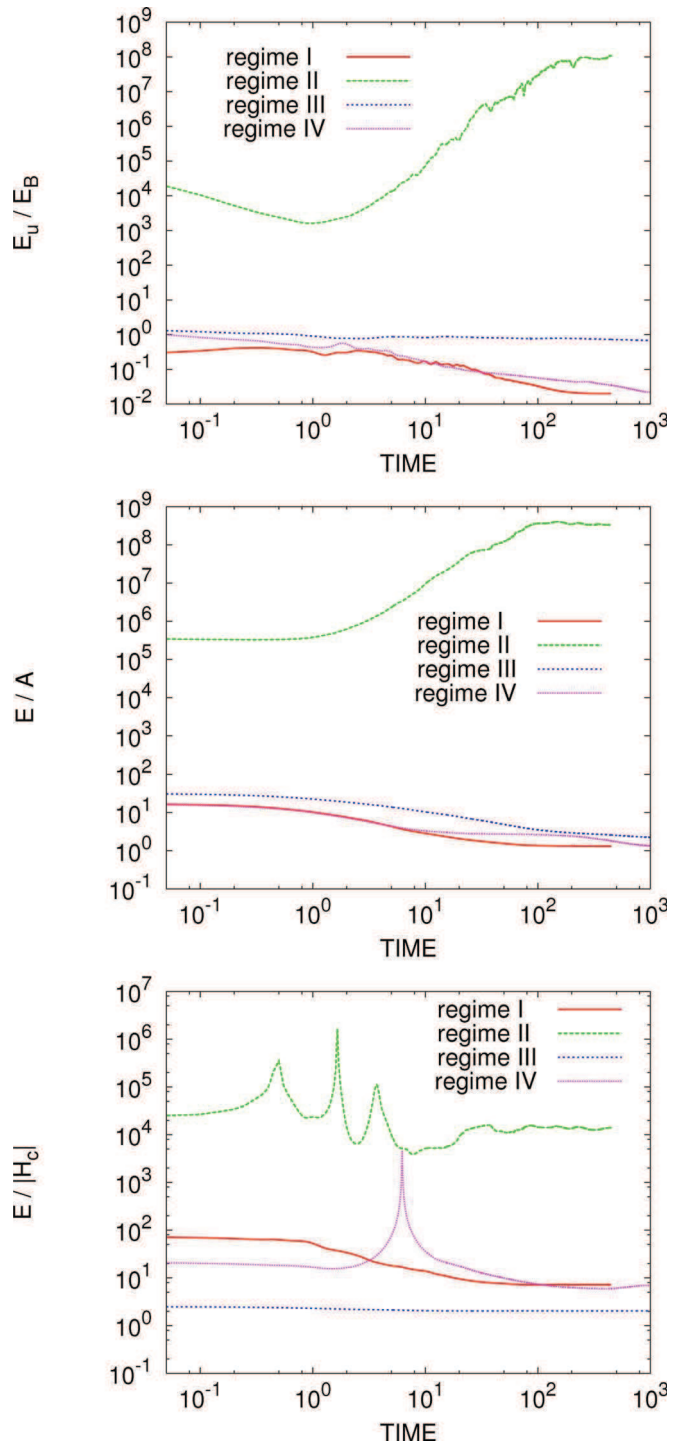 10^9
10^8
10^7
10^6
10^5
10^4
10^3
10^2
10^1
10^0
10^-1
10^-2
E_u / E_B
regime I
regime II
regime III
regime IV
10^-1 10^0 10^1 10^2 10^3
TIME
10^9
10^8
10^7
10^6
10^5
10^4
10^3
10^2
10^1
10^0
10^-1
E / A
regime I
regime II
regime III
regime IV
10^-1 10^0 10^1 10^2 10^3
TIME
10^7
10^6
10^5
10^4
10^3
10^2
10^1
10^0
10^-1
E / |H_c|
regime I
regime II
regime III
regime IV
10^-1 10^0 10^1 10^2 10^3
TIME